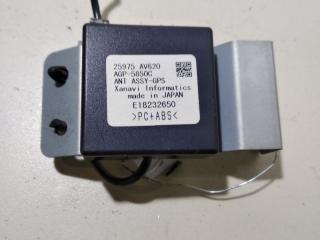 25975 AV620
AGP-5850C
ANT ASSY-GPS
Xanavi Informatics
made in JAPAN
E18232650
>PC+ABS<